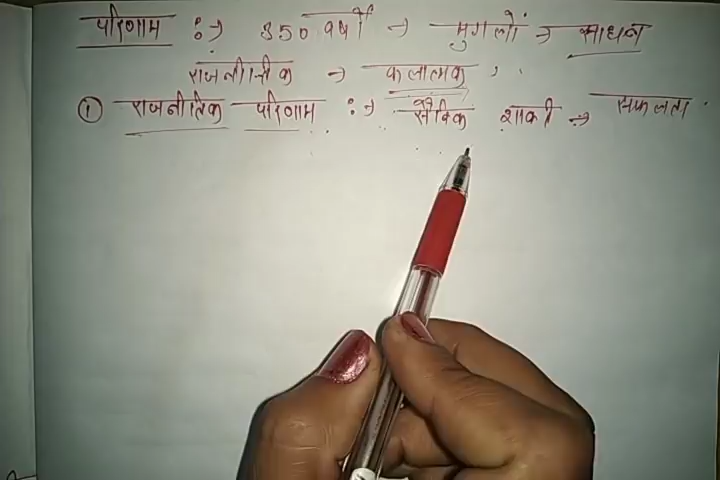 परिणाम :→ 350 वर्षों → मुगलों → साधन
राजनीतिक → कलात्मक ,
① राजनीतिक परिणाम :→ सैनिक शक्ती → सफलता .